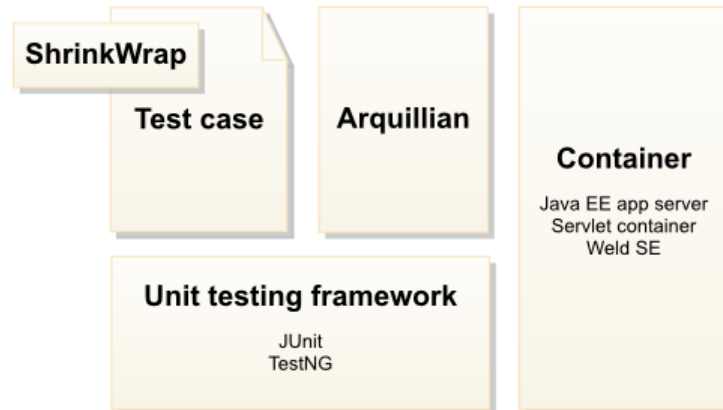 ShrinkWrap
Test case
Arquillian
Container
Java EE app server
Servlet container
Weld SE
Unit testing framework
JUnit
TestNG